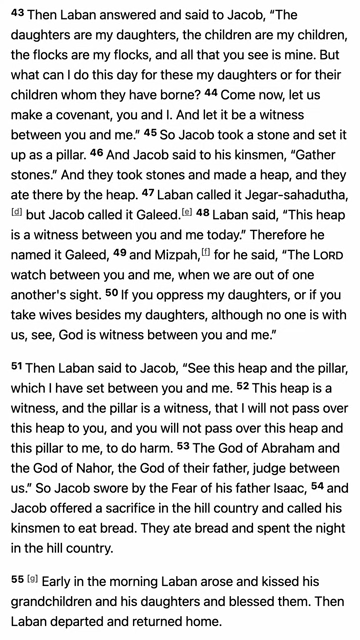 43 Then Laban answered and said to Jacob, “The
daughters are my daughters, the children are my children,
the flocks are my flocks, and all that you see is mine. But
what can I do this day for these my daughters or for their
children whom they have borne? 44 Come now, let us
make a covenant, you and I. And let it be a witness
between you and me.” 45 So Jacob took a stone and set it
up as a pillar. 46 And Jacob said to his kinsmen, “Gather
stones.” And they took stones and made a heap, and they
ate there by the heap. 47 Laban called it Jegar-sahadutha,
[d] but Jacob called it Galeed.[e] 48 Laban said, “This heap
is a witness between you and me today.” Therefore he
named it Galeed, 49 and Mizpah,[f] for he said, “The LORD
watch between you and me, when we are out of one
another's sight. 50 If you oppress my daughters, or if you
take wives besides my daughters, although no one is with
us, see, God is witness between you and me.”
51 Then Laban said to Jacob, “See this heap and the pillar,
which I have set between you and me. 52 This heap is a
witness, and the pillar is a witness, that I will not pass over
this heap to you, and you will not pass over this heap and
this pillar to me, to do harm. 53 The God of Abraham and
the God of Nahor, the God of their father, judge between
us.” So Jacob swore by the Fear of his father Isaac, 54 and
Jacob offered a sacrifice in the hill country and called his
kinsmen to eat bread. They ate bread and spent the night
in the hill country.
55 [g] Early in the morning Laban arose and kissed his
grandchildren and his daughters and blessed them. Then
Laban departed and returned home.